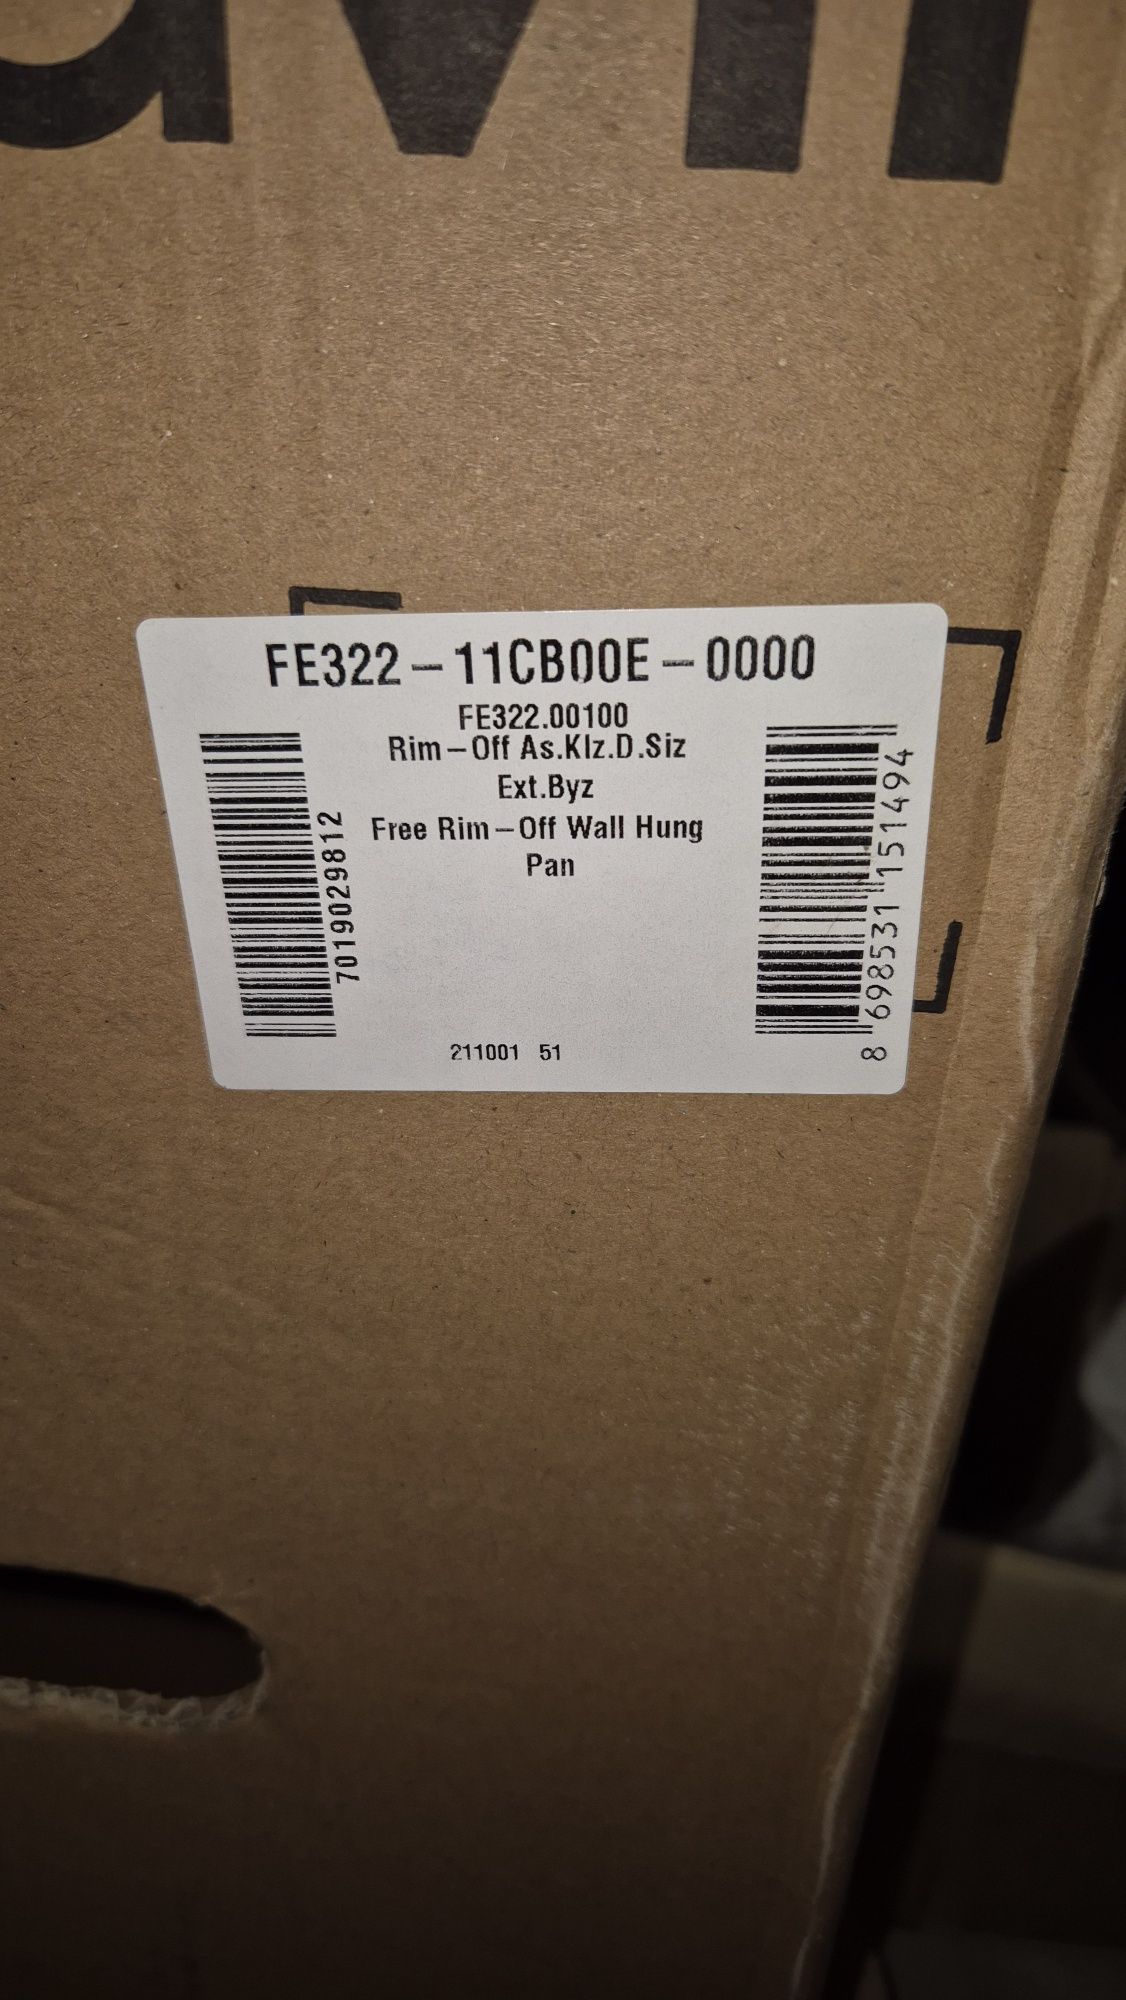 FE322-11CB00E-0000
FE322.00100
Rim-Off As.Klz.D.Siz
Ext.Byz
Free Rim-Off Wall Hung
Pan
7019029812
8 698531 151494
211001 51